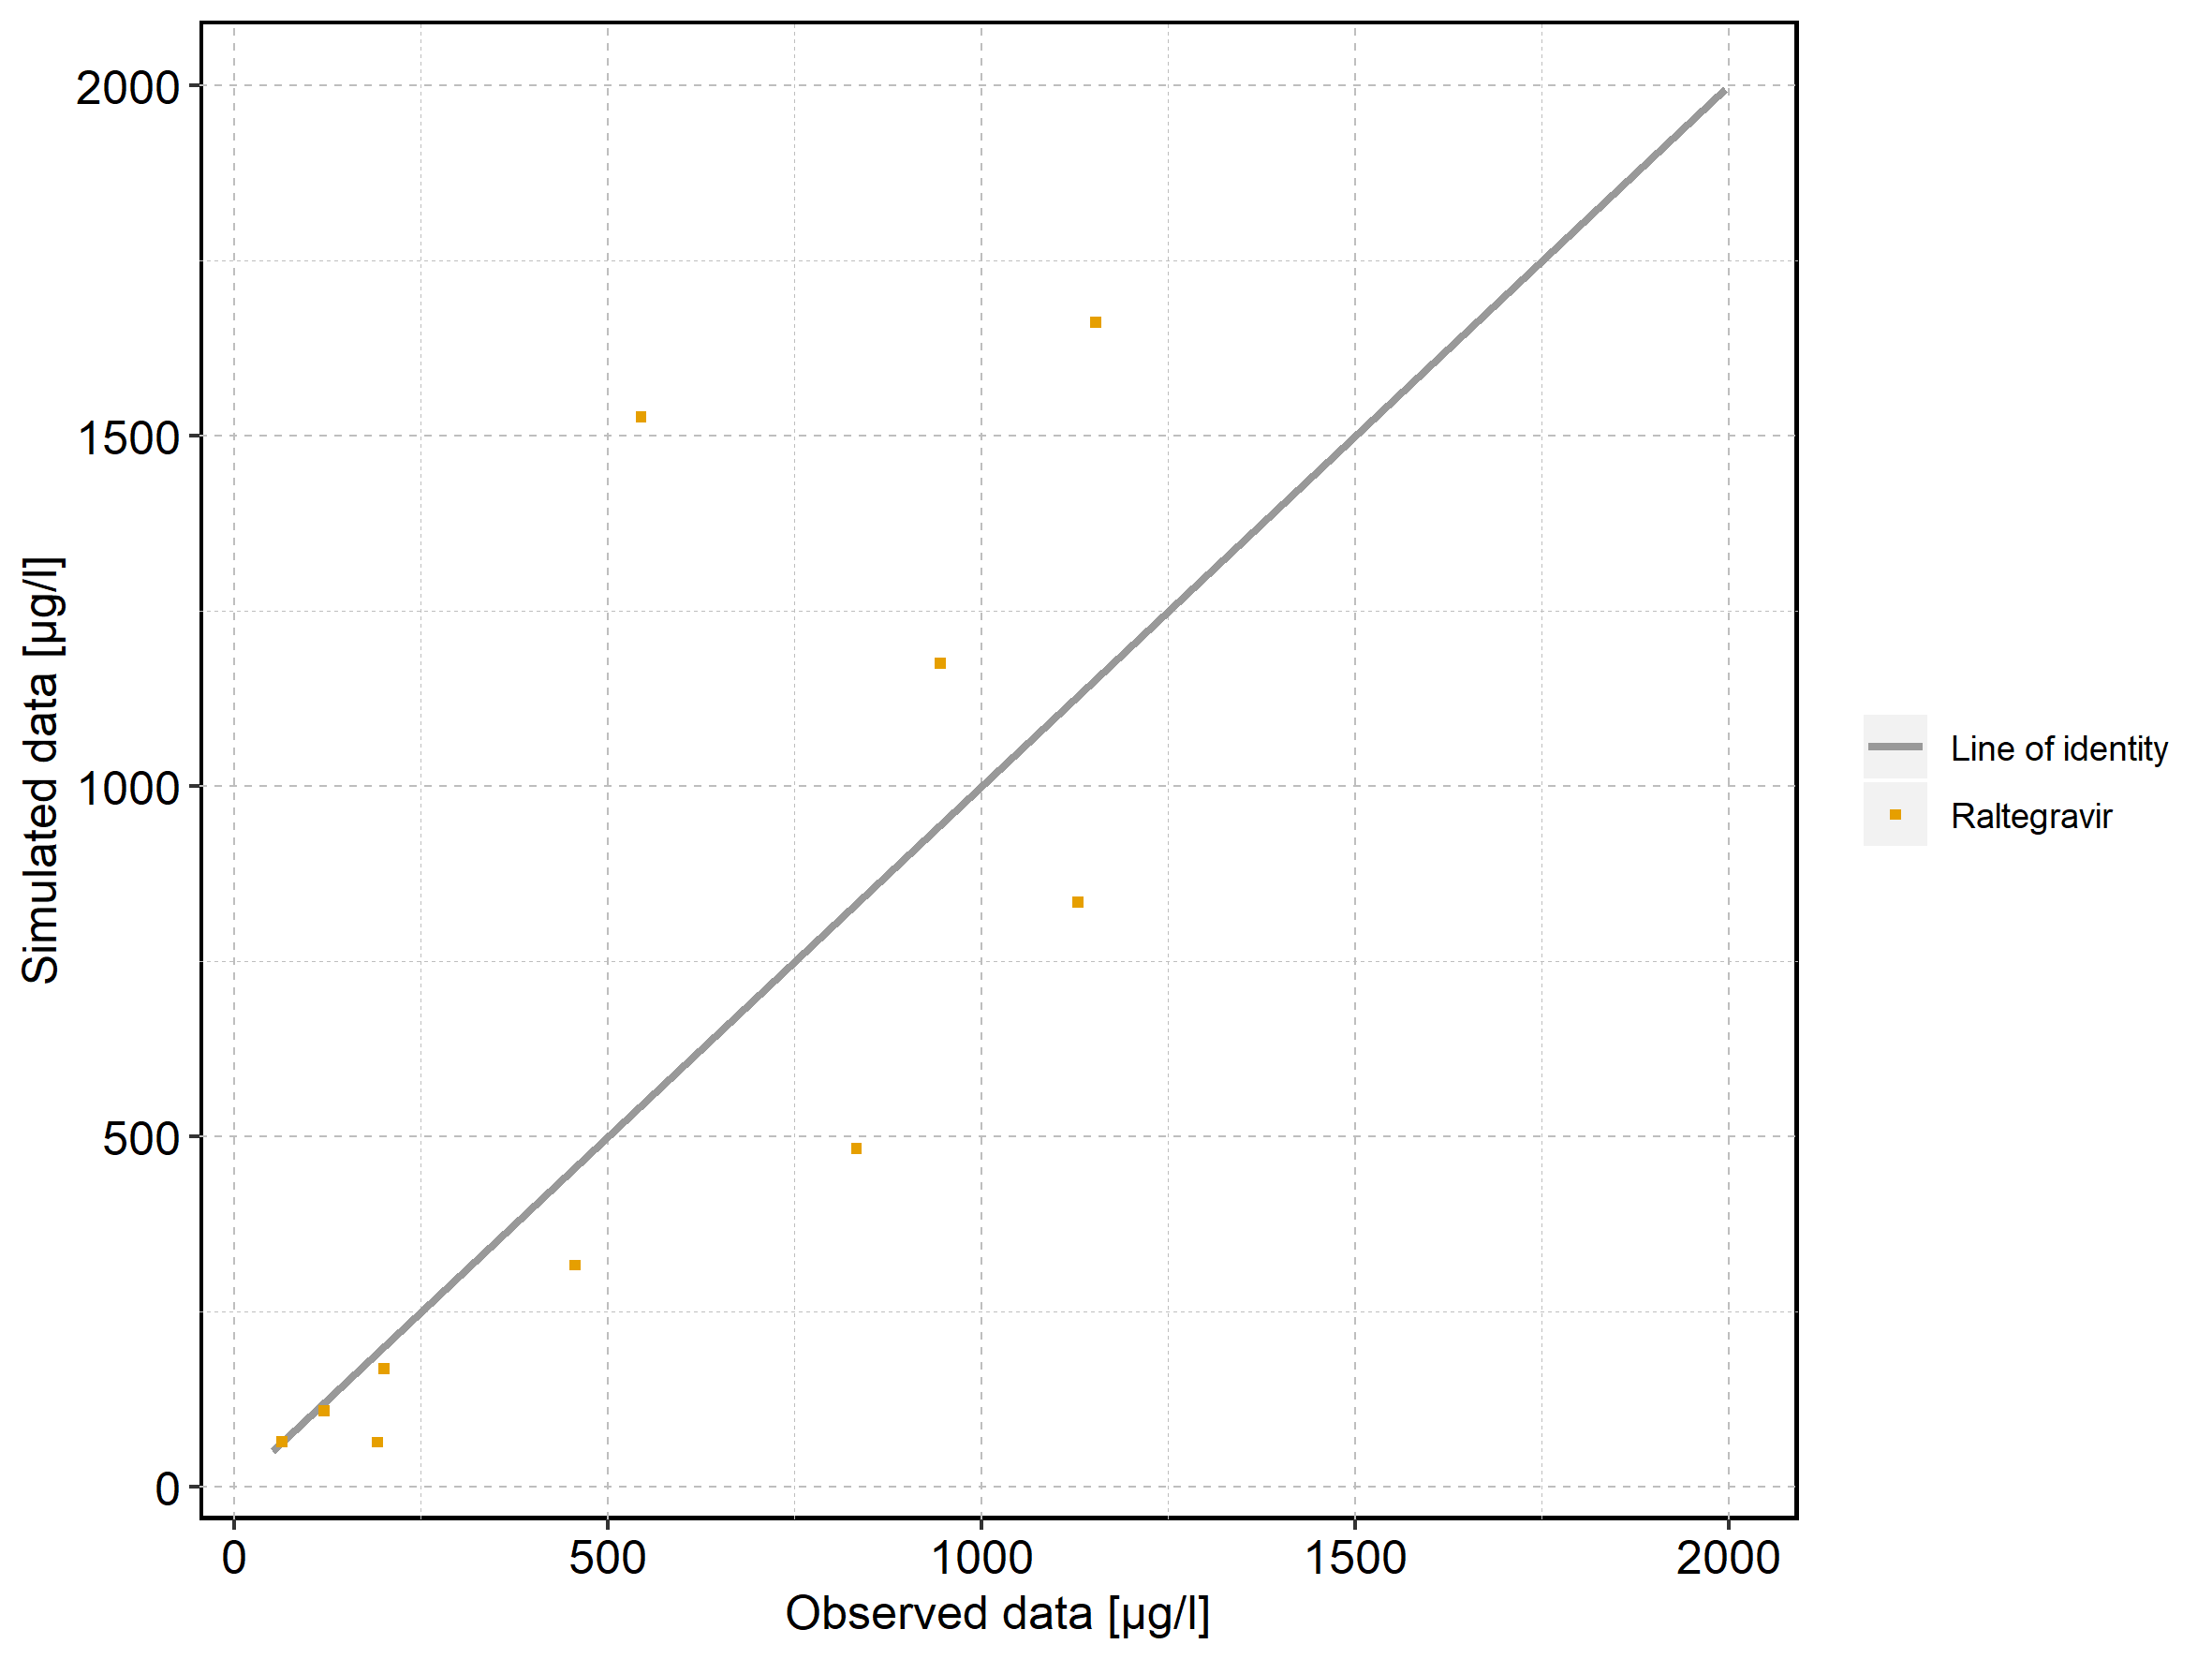 2000
1500
1000
500
0
0 500 1000 1500 2000
Observed data [µg/l]
Simulated data [µg/l]
Line of identity
Raltegravir